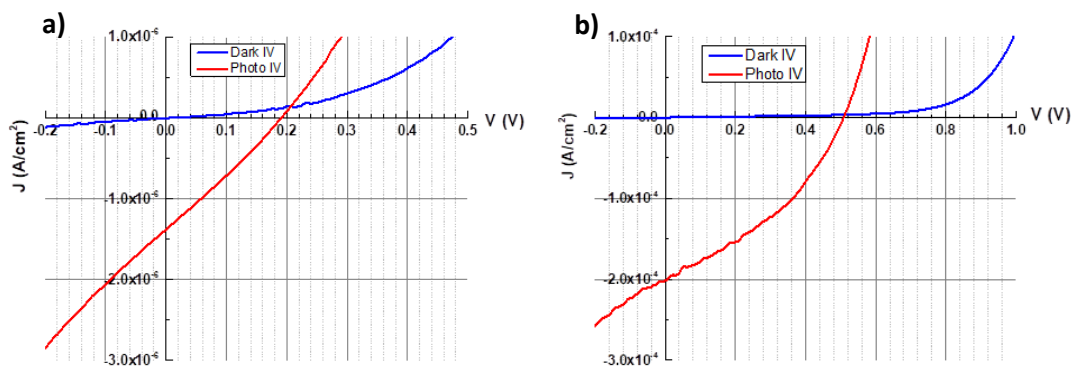 a)
1.0x10⁻⁶
Dark IV
Photo IV
0.0
-0.2 -0.1 0.0 0.1 0.2 0.3 0.4 0.5
V (V)
J (A/cm²)
-1.0x10⁻⁶
-2.0x10⁻⁶
-3.0x10⁻⁶
b)
1.0x10⁻⁴
Dark IV
Photo IV
0.0
-0.2 0.0 0.2 0.4 0.6 0.8 1.0
V (V)
J (A/cm²)
-1.0x10⁻⁴
-2.0x10⁻⁴
-3.0x10⁻⁴